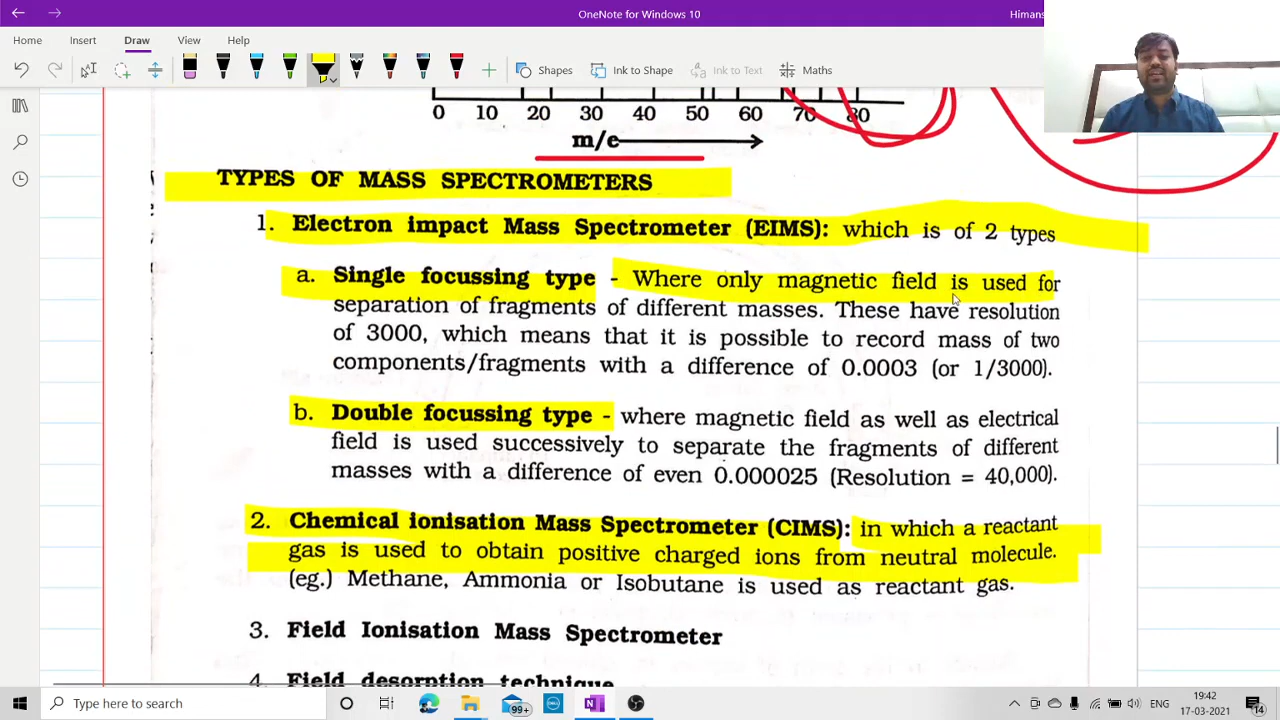 OneNote for Windows 10
Himans
Home Insert Draw View Help
Shapes Ink to Shape Ink to Text Maths
0 10 20 30 40 50 60 70 80
m/e
TYPES OF MASS SPECTROMETERS
1. Electron impact Mass Spectrometer (EIMS): which is of 2 types
a. Single focussing type - Where only magnetic field is used for
separation of fragments of different masses. These have resolution
of 3000, which means that it is possible to record mass of two
components/fragments with a difference of 0.0003 (or 1/3000).
b. Double focussing type - where magnetic field as well as electrical
field is used successively to separate the fragments of different
masses with a difference of even 0.000025 (Resolution = 40,000).
2. Chemical ionisation Mass Spectrometer (CIMS): in which a reactant
gas is used to obtain positive charged ions from neutral molecule.
(eg.) Methane, Ammonia or Isobutane is used as reactant gas.
3. Field Ionisation Mass Spectrometer
4. Field desorption technique
Type here to search
99+
DELL
ENG
19:42
17-03-2021
14